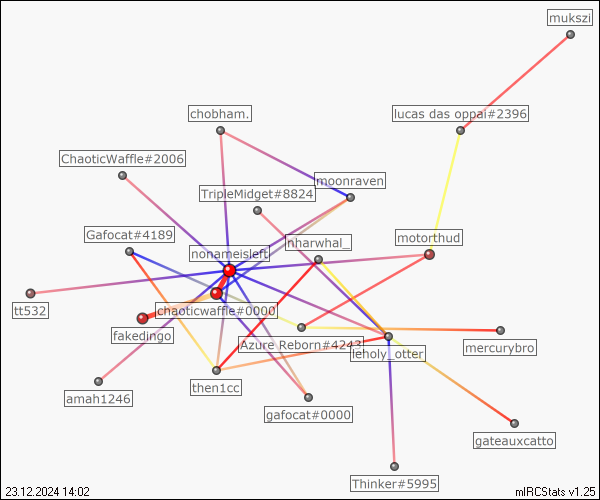 mukszi
chobham.
lucas das oppai#2396
ChaoticWaffle#2006
moonraven
TripleMidget#8824
Gafocat#4189
nharwhal_
motorthud
nonameisleft
tt532
chaoticwaffle#0000
fakedingo
Azure Reborn#4243
leholy_otter
mercurybro
then1cc
amah1246
gafocat#0000
gateauxcatto
Thinker#5995
23.12.2024 14:02
mIRCStats v1.25